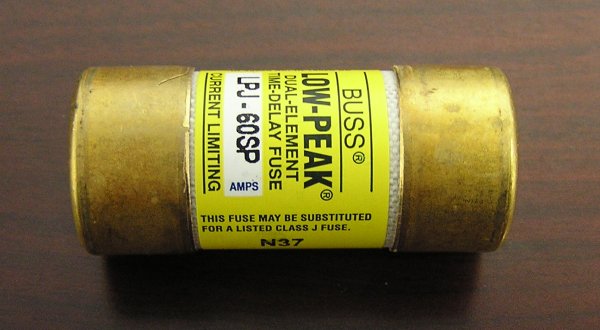 BUSS®
LOW-PEAK®
DUAL-ELEMENT
TIME-DELAY FUSE
LPJ-60SP
AMPS
CURRENT LIMITING
THIS FUSE MAY BE SUBSTITUTED
FOR A LISTED CLASS J FUSE.
N37